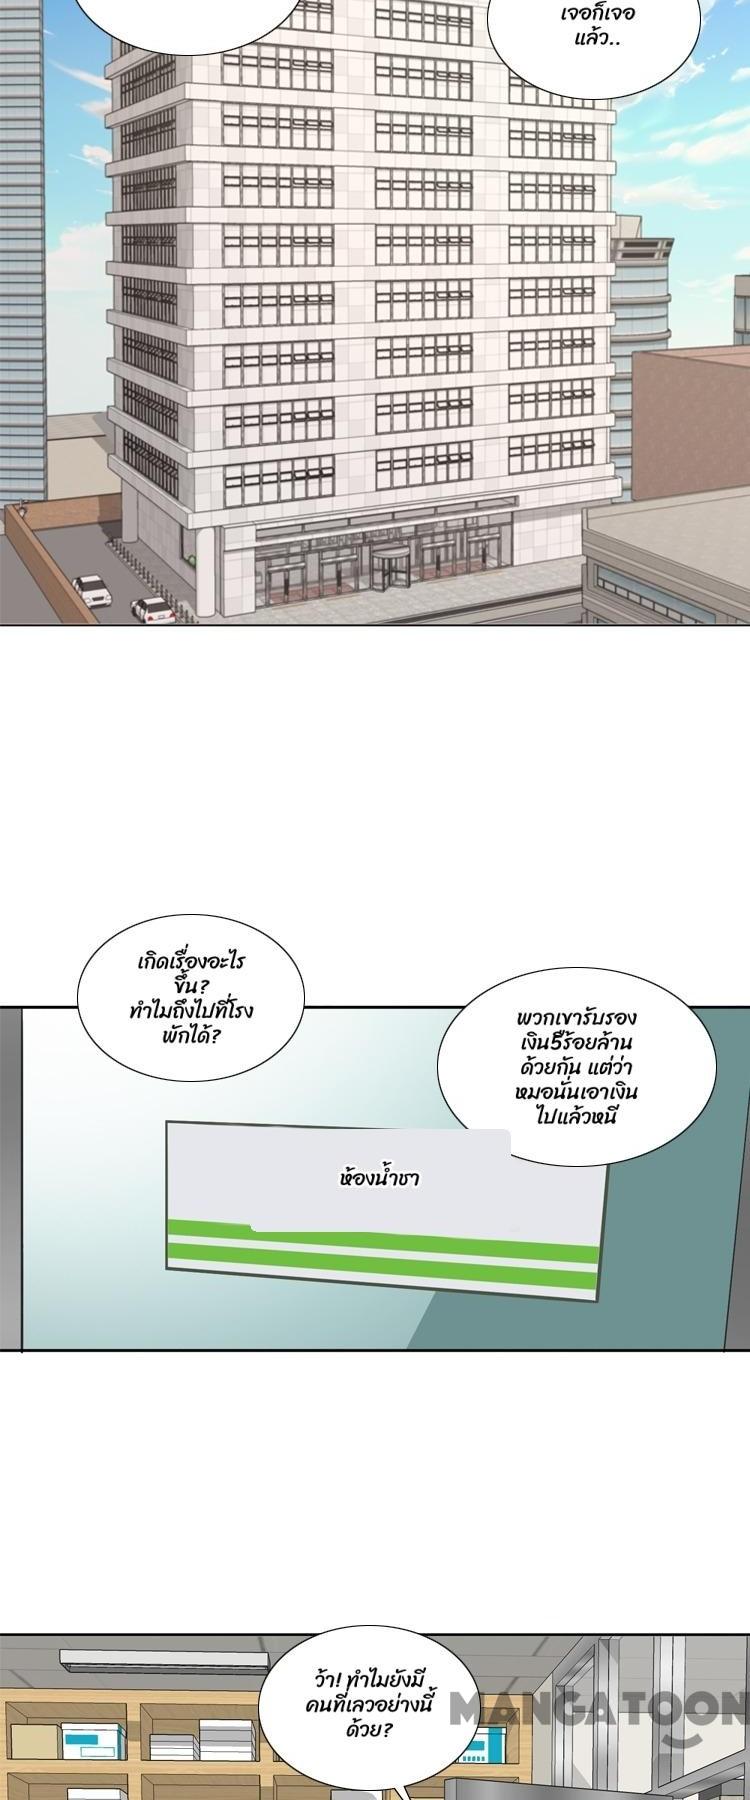 เจอก็เจอ
แล้ว..
เกิดเรื่องอะไร
ขึ้น?
ทำไมถึงไปที่โรง
พักได้?
พวกเขารับรอง
เงิน5ร้อยล้าน
ด้วยกัน แต่ว่า
หมอนั่นเอาเงิน
ไปแล้วหนี
ห้องน้ำชา
ว้า! ทำไมยังมี
คนที่เลวอย่างนี้
ด้วย?
MANGATOON